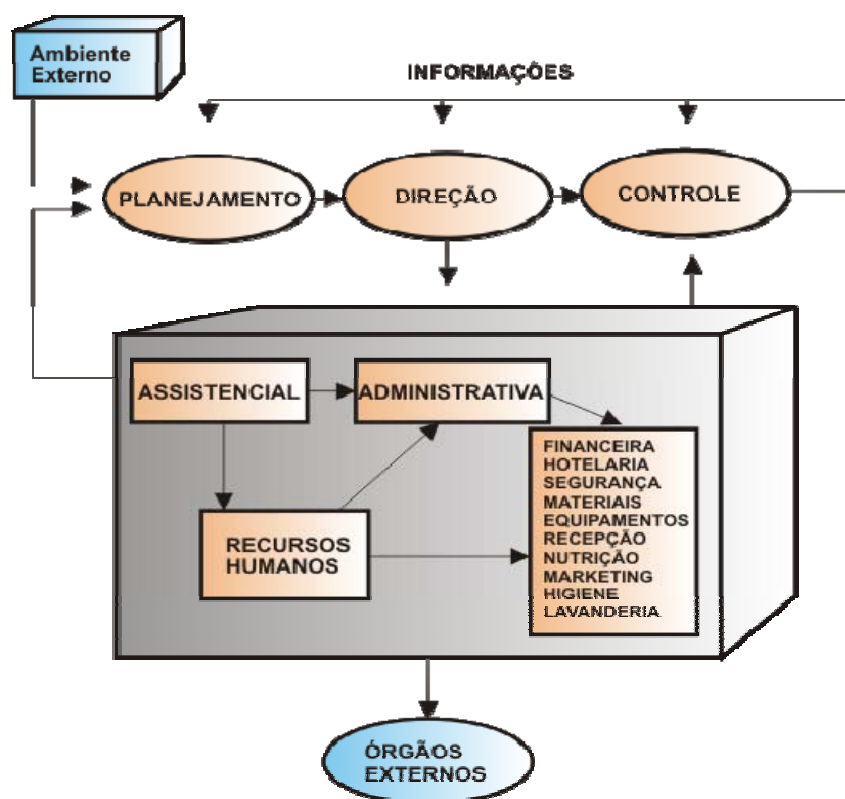 Ambiente
Externo
INFORMAÇÕES
PLANEJAMENTO
DIREÇÃO
CONTROLE
ASSISTENCIAL
ADMINISTRATIVA
FINANCEIRA
HOTELARIA
SEGURANÇA
MATERIAIS
EQUIPAMENTOS
RECEPÇÃO
NUTRIÇÃO
MARKETING
HIGIENE
LAVANDERIA
RECURSOS
HUMANOS
ÓRGÃOS
EXTERNOS